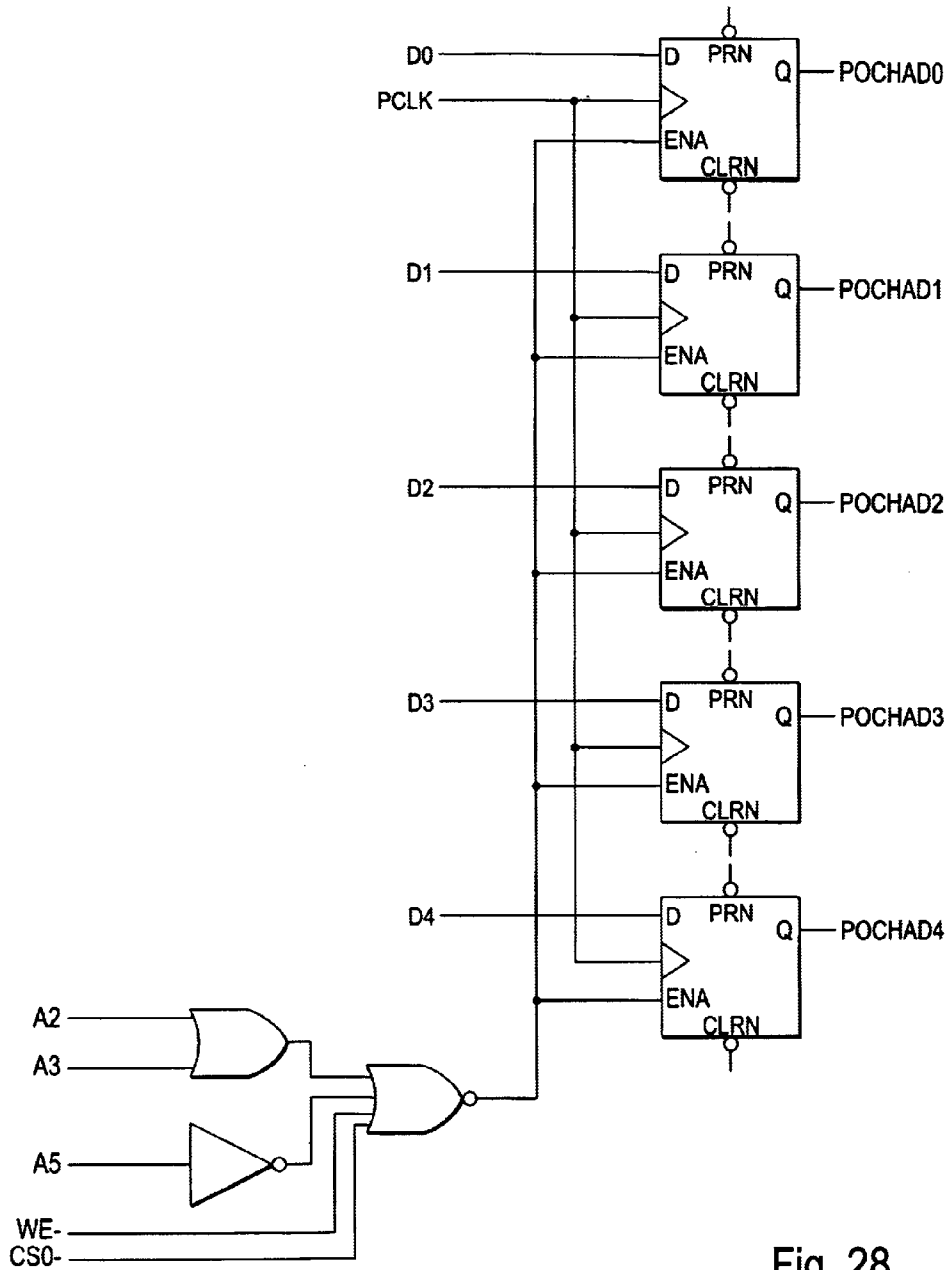 D0
PCLK
D PRN Q
ENA
CLRN
POCHAD0
D1
D PRN Q
ENA
CLRN
POCHAD1
D2
D PRN Q
ENA
CLRN
POCHAD2
D3
D PRN Q
ENA
CLRN
POCHAD3
D4
D PRN Q
ENA
CLRN
POCHAD4
A2
A3
A5
WE-
CS0-
Fig. 28